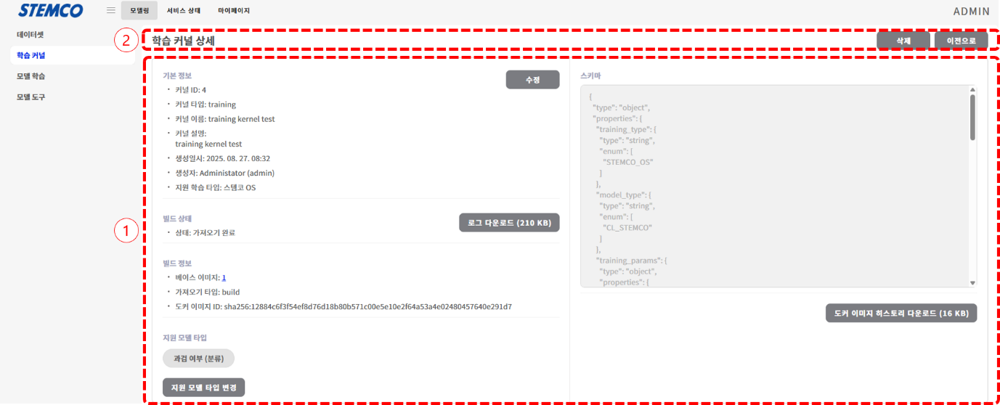 STEMCO
모델링 서비스 상태 마이페이지
ADMIN
데이터셋
학습 커널
모델 학습
모델 도구
2
학습 커널 상세
삭제
이전으로
1
기본 정보
수정
· 커널 ID: 4
· 커널 타입: training
· 커널 이름: training kernel test
· 커널 설명:
training kernel test
· 생성일시: 2025. 08. 27. 08:32
· 생성자: Administator (admin)
· 지원 학습 타입: 스템코 OS
빌드 상태
로그 다운로드 (210 KB)
· 상태: 가져오기 완료
빌드 정보
· 베이스 이미지: 1
· 가져오기 타입: build
· 도커 이미지 ID: sha256:12884c6f3f54ef8d76d18b80b571c00e5e10e2f64a53a4e02480457640e291d7
지원 모델 타입
과검 여부 (분류)
지원 모델 타입 변경
스키마
{
"type": "object",
"properties": {
"training_type": {
"type": "string",
"enum": [
"STEMCO_OS"
]
},
"model_type": {
"type": "string",
"enum": [
"CL_STEMCO"
]
},
"training_params": {
"type": "object",
"properties": {
도커 이미지 히스토리 다운로드 (16 KB)